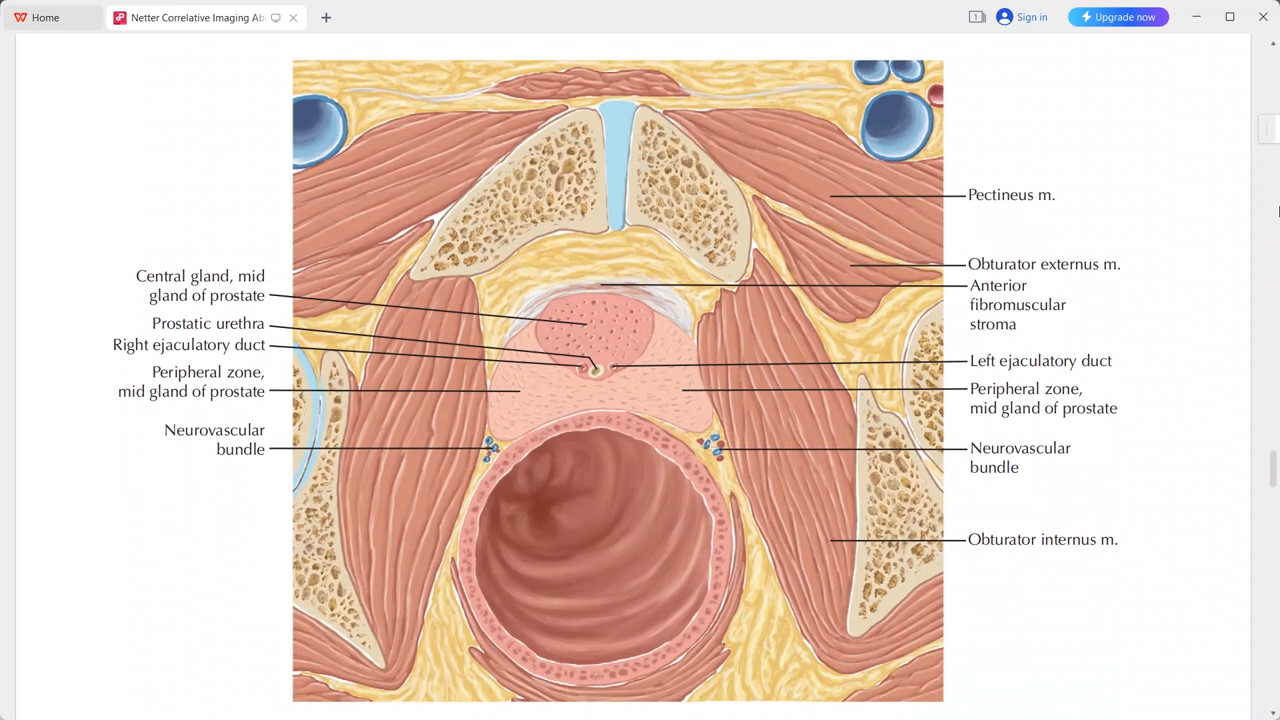 Home
Netter Correlative Imaging Ab
1
Sign in
Upgrade now
Pectineus m.
Obturator externus m.
Anterior
fibromuscular
stroma
Left ejaculatory duct
Peripheral zone,
mid gland of prostate
Neurovascular
bundle
Obturator internus m.
Central gland, mid
gland of prostate
Prostatic urethra
Right ejaculatory duct
Peripheral zone,
mid gland of prostate
Neurovascular
bundle